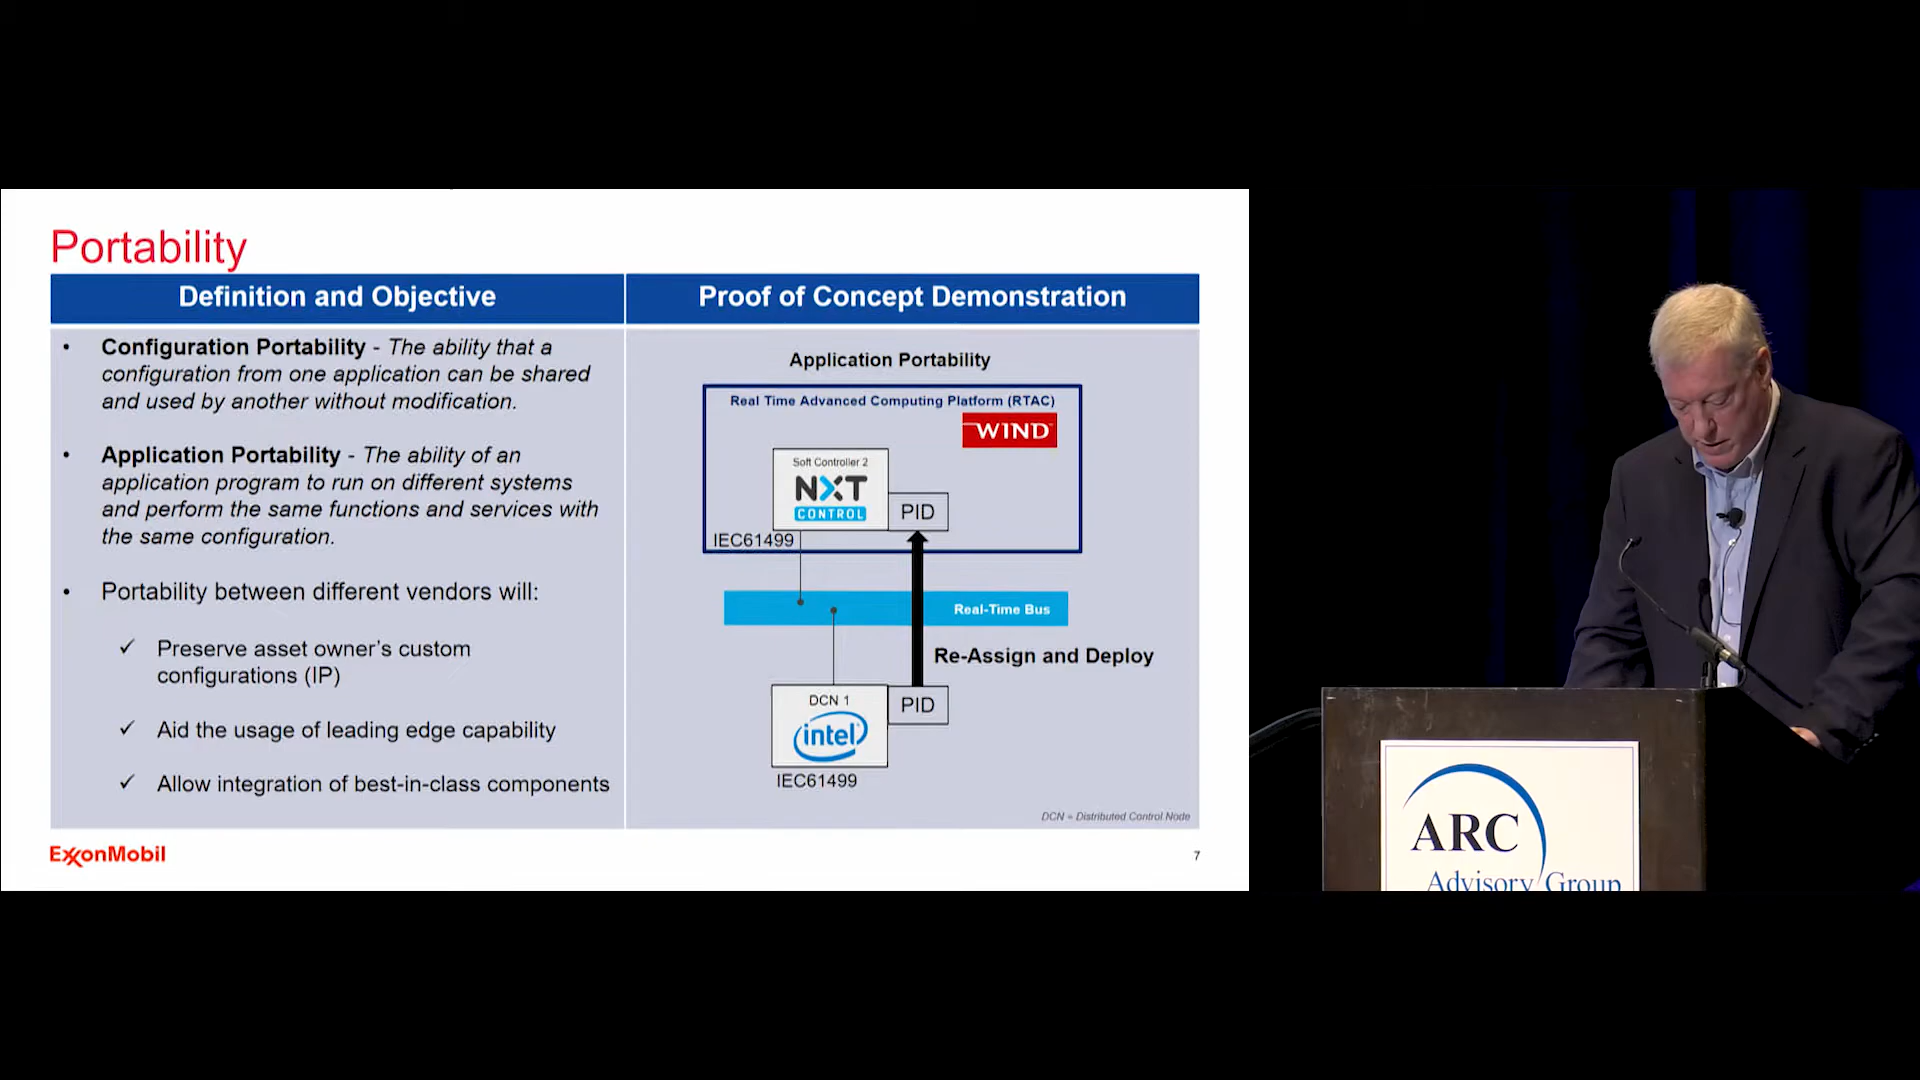 Portability
Definition and Objective
Proof of Concept Demonstration
• Configuration Portability - The ability that a
configuration from one application can be shared
and used by another without modification.
• Application Portability - The ability of an
application program to run on different systems
and perform the same functions and services with
the same configuration.
• Portability between different vendors will:
✓ Preserve asset owner's custom
configurations (IP)
✓ Aid the usage of leading edge capability
✓ Allow integration of best-in-class components
Application Portability
Real Time Advanced Computing Platform (RTAC)
WIND
Soft Controller 2
NXT
CONTROL
PID
IEC61499
Real-Time Bus
Re-Assign and Deploy
DCN 1
intel
PID
IEC61499
DCN = Distributed Control Node
ExxonMobil
7
ARC
Advisory Group